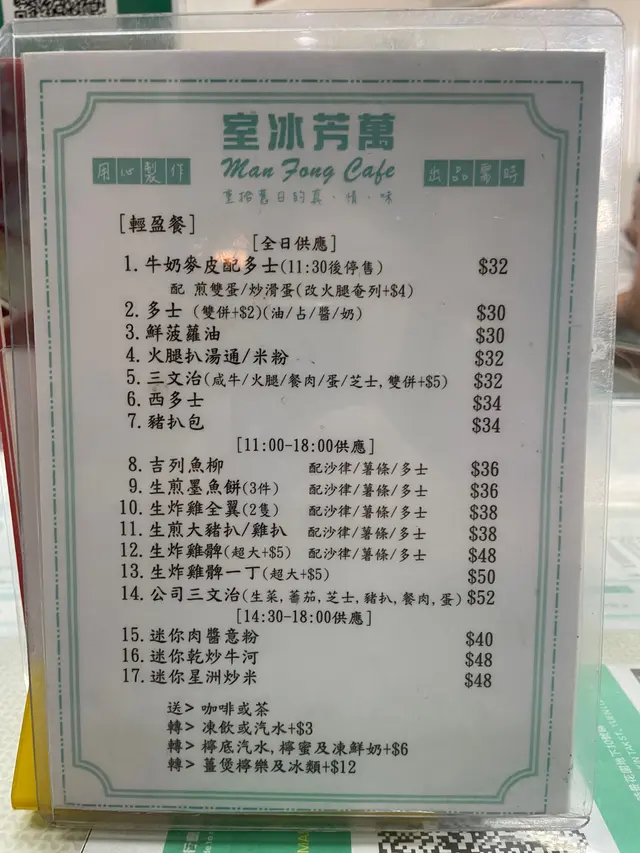 室冰芳萬
Man Fong Cafe
用心製作
出品需時
重拾舊日的真、情、味
[輕盈餐]
[全日供應]
1. 牛奶麥皮配多士(11:30後停售) $32
配 煎雙蛋/炒滑蛋(改火腿奄列+$4)
2. 多士 (雙併+$2)(油/占/醬/奶) $30
3. 鮮菠蘿油 $30
4. 火腿扒湯通/米粉 $32
5. 三文治(咸牛/火腿/餐肉/蛋/芝士,雙併+$5) $32
6. 西多士 $34
7. 豬扒包 $34
[11:00-18:00供應]
8. 吉列魚柳 配沙律/薯條/多士 $36
9. 生煎墨魚餅(3件) 配沙律/薯條/多士 $36
10. 生炸雞全翼(2隻) 配沙律/薯條/多士 $38
11. 生煎大豬扒/雞扒 配沙律/薯條/多士 $38
12. 生炸雞髀(超大+$5) 配沙律/薯條/多士 $48
13. 生炸雞髀一丁(超大+$5) $50
14. 公司三文治(生菜,蕃茄,芝士,豬扒,餐肉,蛋) $52
[14:30-18:00供應]
15. 迷你肉醬意粉 $40
16. 迷你乾炒牛河 $48
17. 迷你星洲炒米 $48
送> 咖啡或茶
轉> 凍飲或汽水+$3
轉> 檸底汽水,檸蜜及凍鮮奶+$6
轉> 薑煲檸樂及冰類+$12